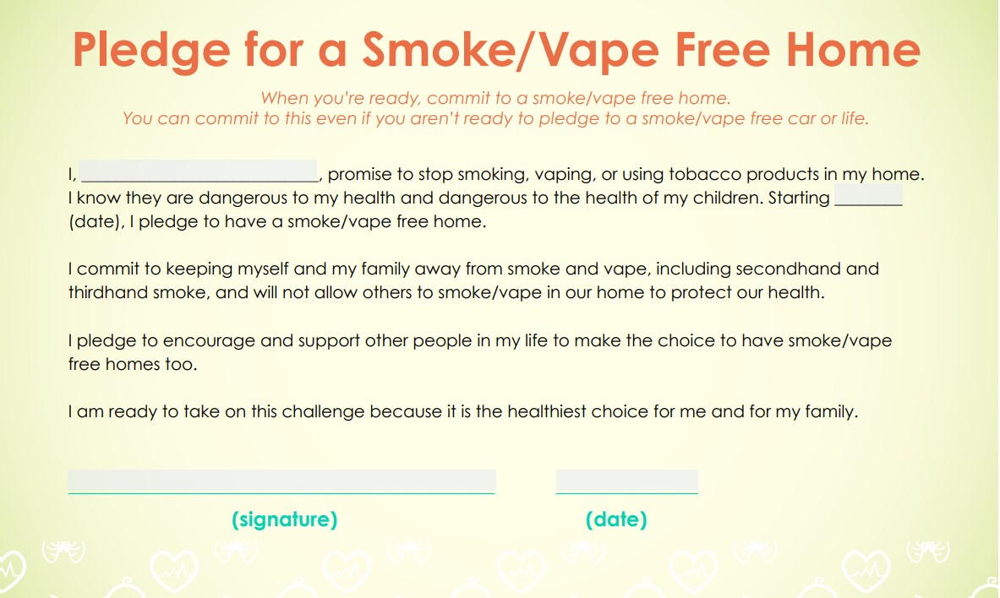 Pledge for a Smoke/Vape Free Home
When you're ready, commit to a smoke/vape free home.
You can commit to this even if you aren't ready to pledge to a smoke/vape free car or life.
I, __________________________, promise to stop smoking, vaping, or using tobacco products in my home.
I know they are dangerous to my health and dangerous to the health of my children. Starting ________
(date), I pledge to have a smoke/vape free home.
I commit to keeping myself and my family away from smoke and vape, including secondhand and
thirdhand smoke, and will not allow others to smoke/vape in our home to protect our health.
I pledge to encourage and support other people in my life to make the choice to have smoke/vape
free homes too.
I am ready to take on this challenge because it is the healthiest choice for me and for my family.
(signature) (date)